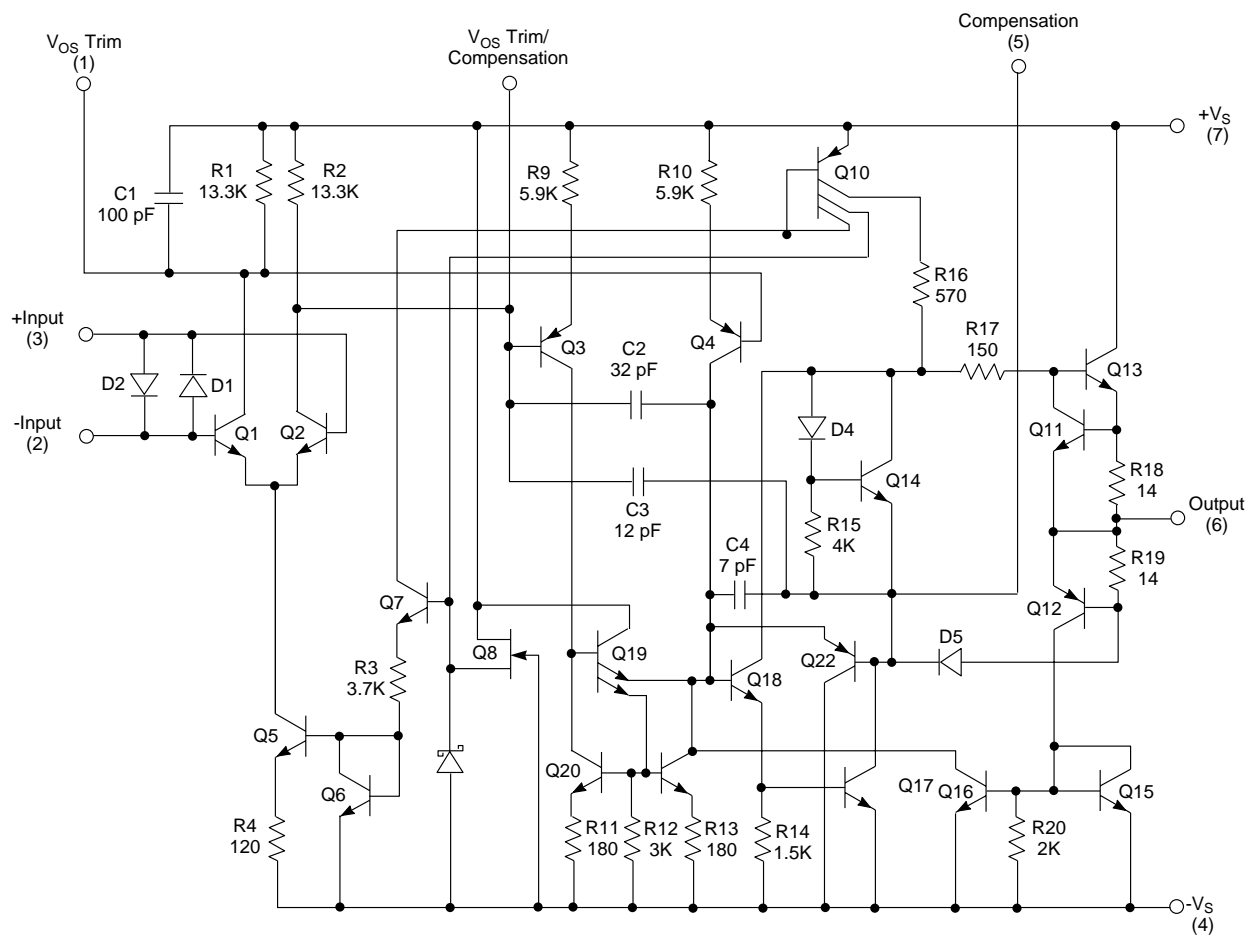 Compensation
(5)
V_OS Trim
(1)
V_OS Trim/
Compensation
+V_S
(7)
R1
13.3K
R2
13.3K
R9
5.9K
R10
5.9K
Q10
C1
100 pF
R16
570
+Input
(3)
R17
150
Q3
C2
32 pF
Q4
Q13
D2
D1
-Input
(2)
Q1
Q2
D4
Q11
Q14
R18
14
Output
(6)
C3
12 pF
R15
4K
C4
7 pF
R19
14
Q7
Q12
R3
3.7K
Q8
Q19
Q18
Q22
D5
Q5
Q20
Q6
Q17
Q16
Q15
R4
120
R11
180
R12
3K
R13
180
R14
1.5K
R20
2K
-V_S
(4)